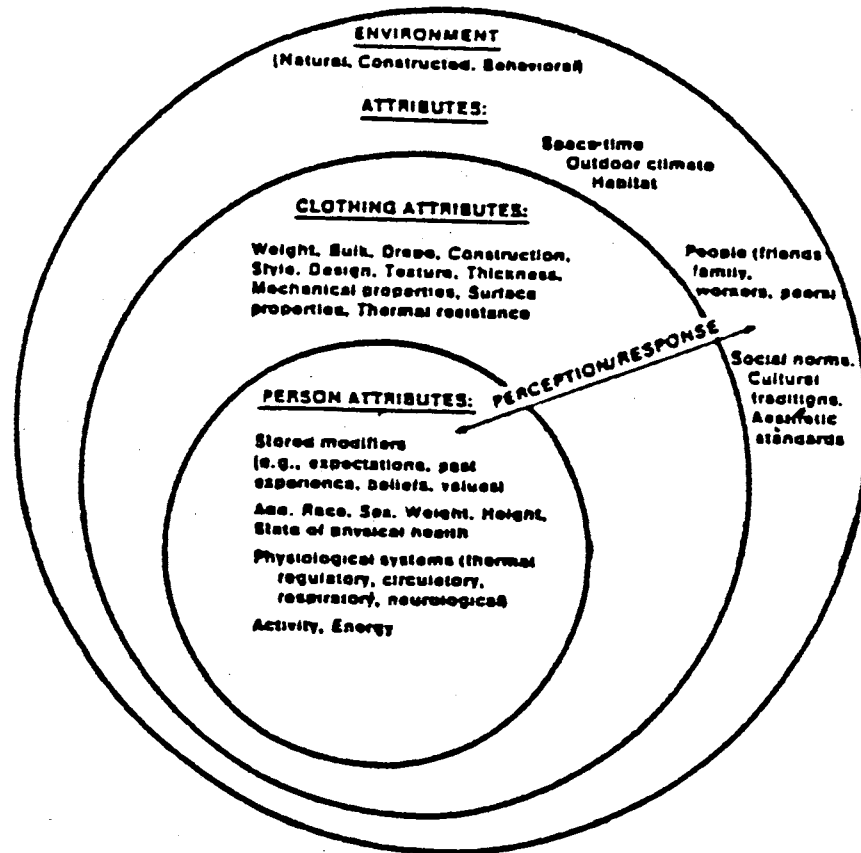 ENVIRONMENT
(Natural, Constructed, Behavioral)
ATTRIBUTES:
Space-time
Outdoor climate
Habitat
CLOTHING ATTRIBUTES:
Weight, Bulk, Drape, Construction,
Style, Design, Texture, Thickness,
Mechanical properties, Surface
properties, Thermal resistance
People (friends
family,
workers, peers)
PERCEPTION/RESPONSE
Social norms,
Cultural
traditions,
Aesthetic
standards
PERSON ATTRIBUTES:
Stored modifiers
(e.g., expectations, past
experience, beliefs, values)
Age, Race, Sex, Weight, Height,
State of physical health
Physiological systems (thermal
regulatory, circulatory,
respiratory, neurological)
Activity, Energy